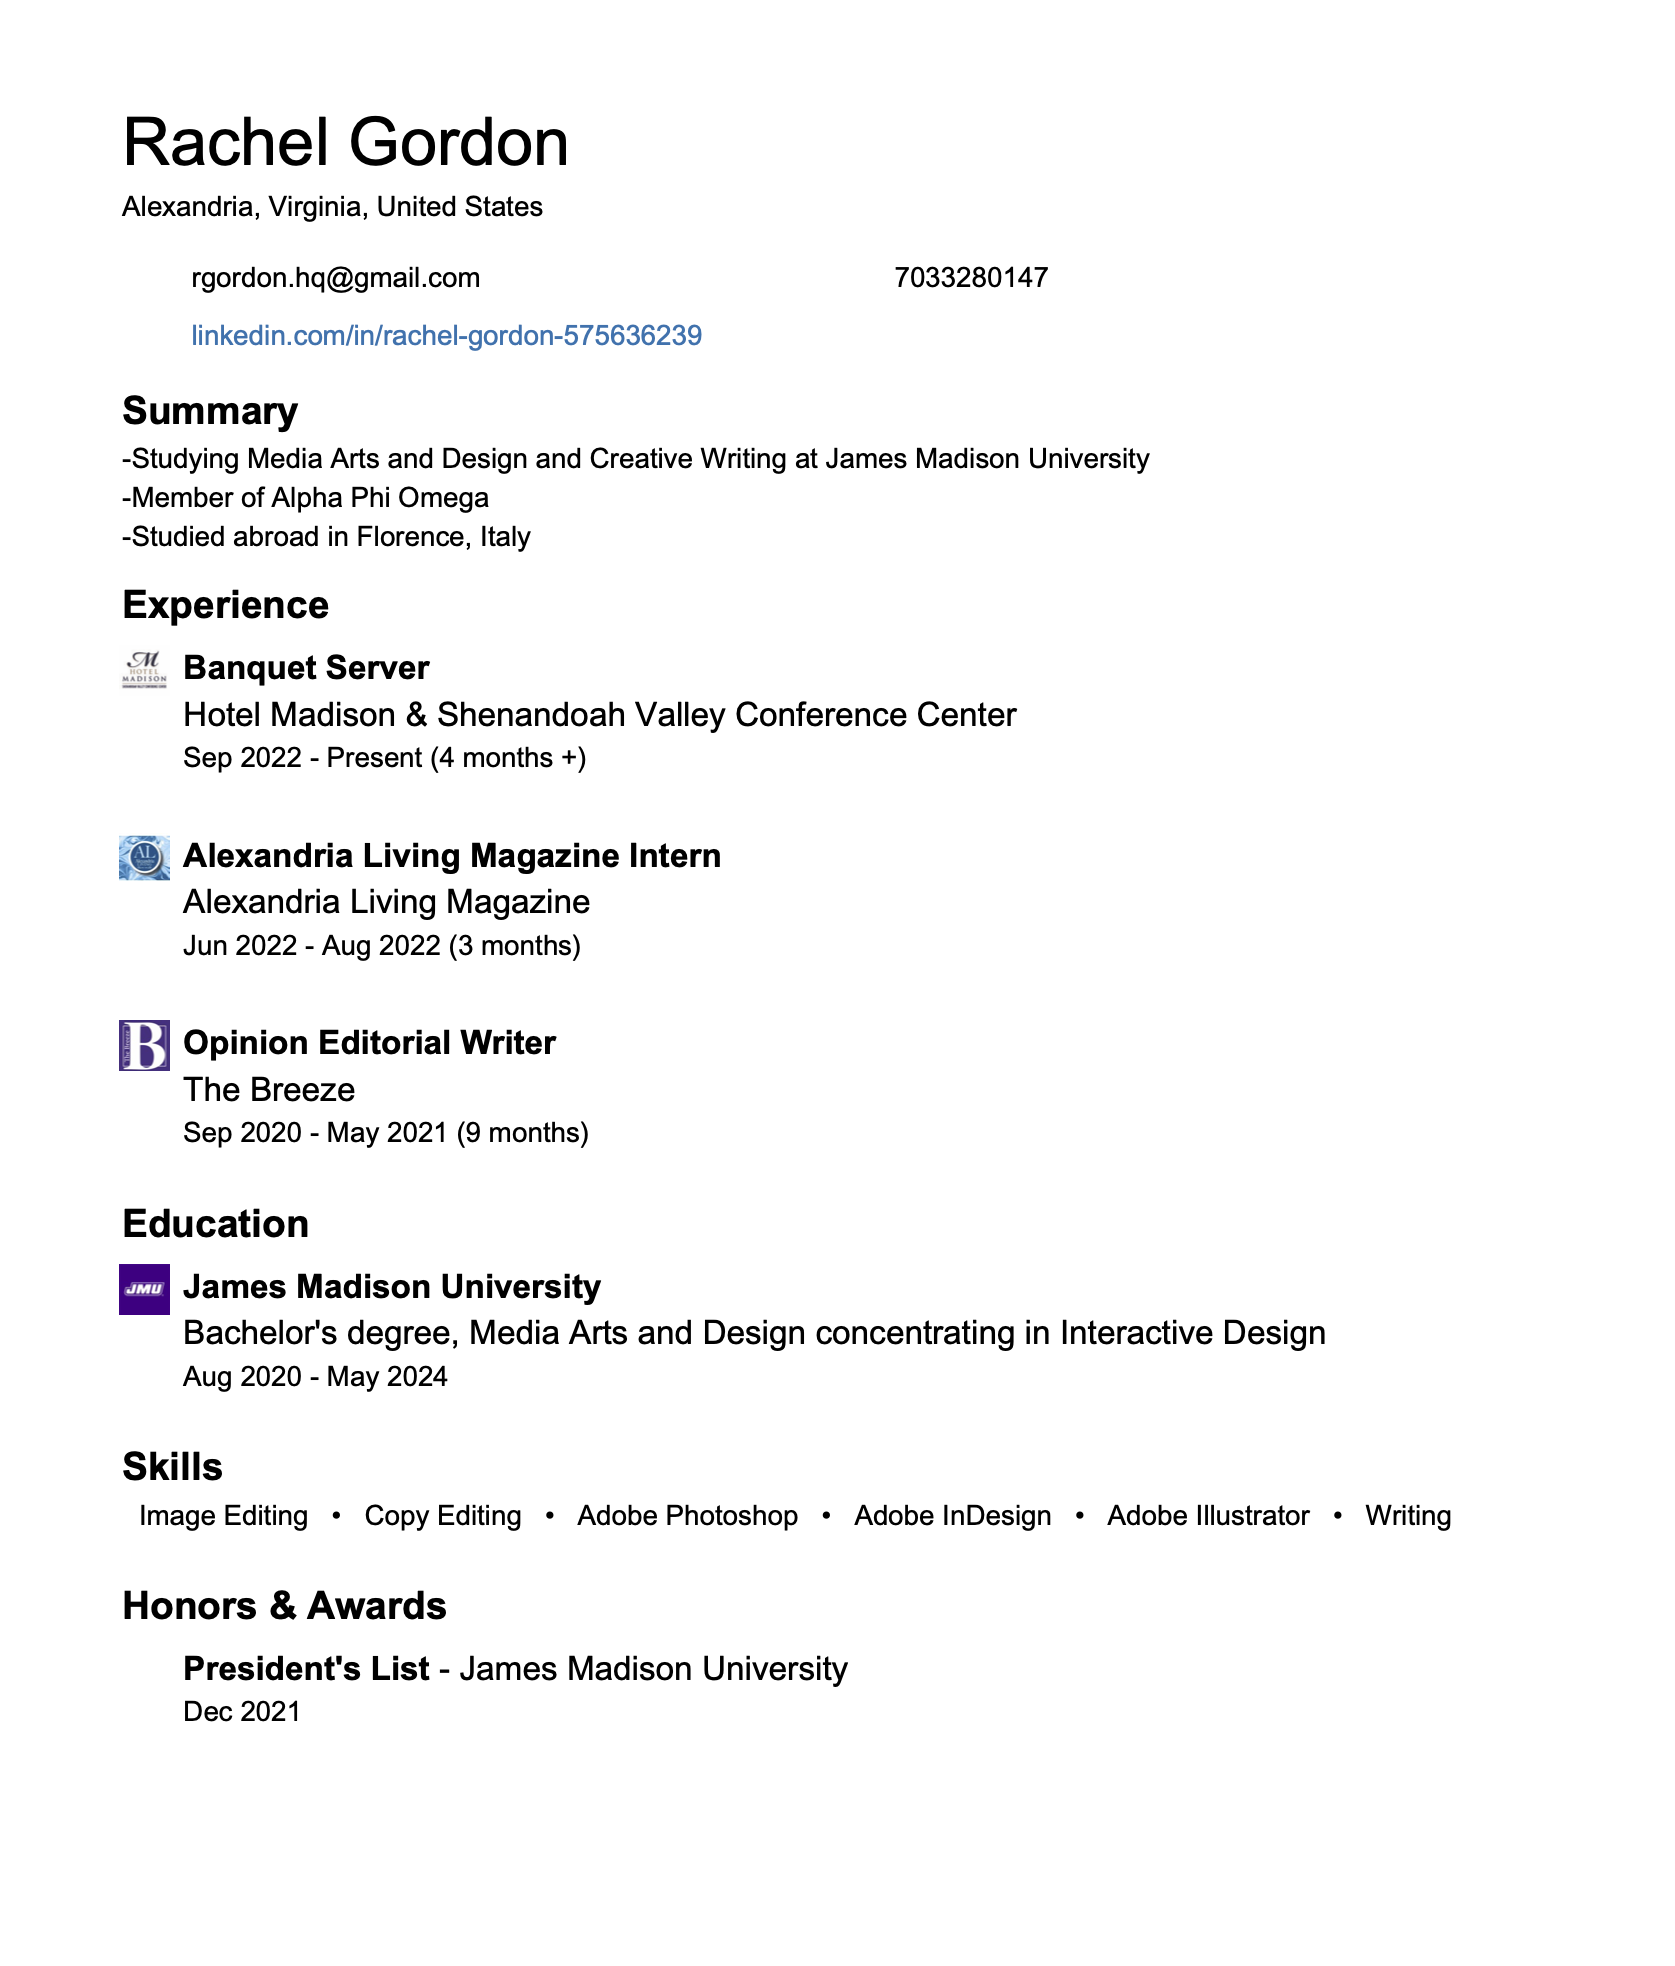 Rachel Gordon
Alexandria, Virginia, United States
rgordon.hq@gmail.com 7033280147
linkedin.com/in/rachel-gordon-575636239
Summary
-Studying Media Arts and Design and Creative Writing at James Madison University
-Member of Alpha Phi Omega
-Studied abroad in Florence, Italy
Experience
M
HOTEL
MADISON
Banquet Server
Hotel Madison & Shenandoah Valley Conference Center
Sep 2022 - Present (4 months +)
AL
Alexandria Living Magazine Intern
Alexandria Living Magazine
Jun 2022 - Aug 2022 (3 months)
The Breeze
B
Opinion Editorial Writer
The Breeze
Sep 2020 - May 2021 (9 months)
Education
JMU
James Madison University
Bachelor's degree, Media Arts and Design concentrating in Interactive Design
Aug 2020 - May 2024
Skills
Image Editing • Copy Editing • Adobe Photoshop • Adobe InDesign • Adobe Illustrator • Writing
Honors & Awards
President's List - James Madison University
Dec 2021